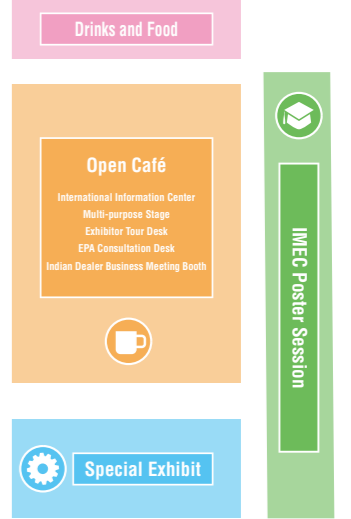 Drinks and Food
Open Café
International Information Center
Multi-purpose Stage
Exhibitor Tour Desk
EPA Consultation Desk
Indian Dealer Business Meeting Booth
IMEC Poster Session
Special Exhibit